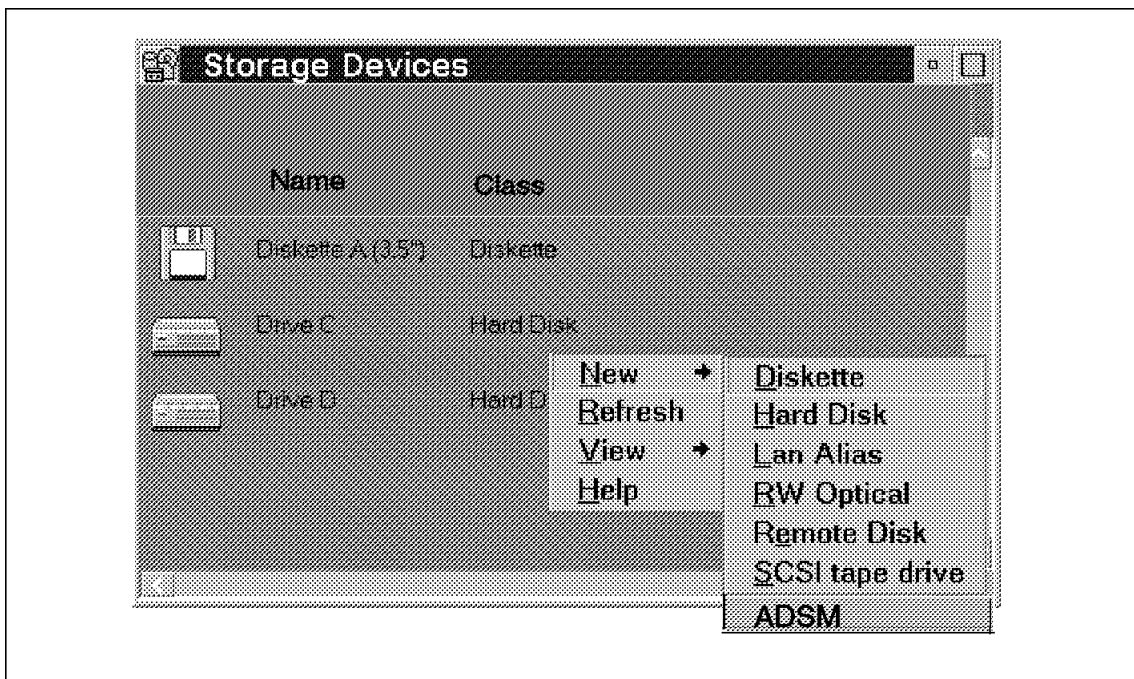 Storage Devices
Name Class
Diskette A (3.5") Diskette
Drive C Hard Disk
Drive D Hard D
New
Refresh
View
Help
Diskette
Hard Disk
Lan Alias
RW Optical
Remote Disk
SCSI tape drive
ADSM